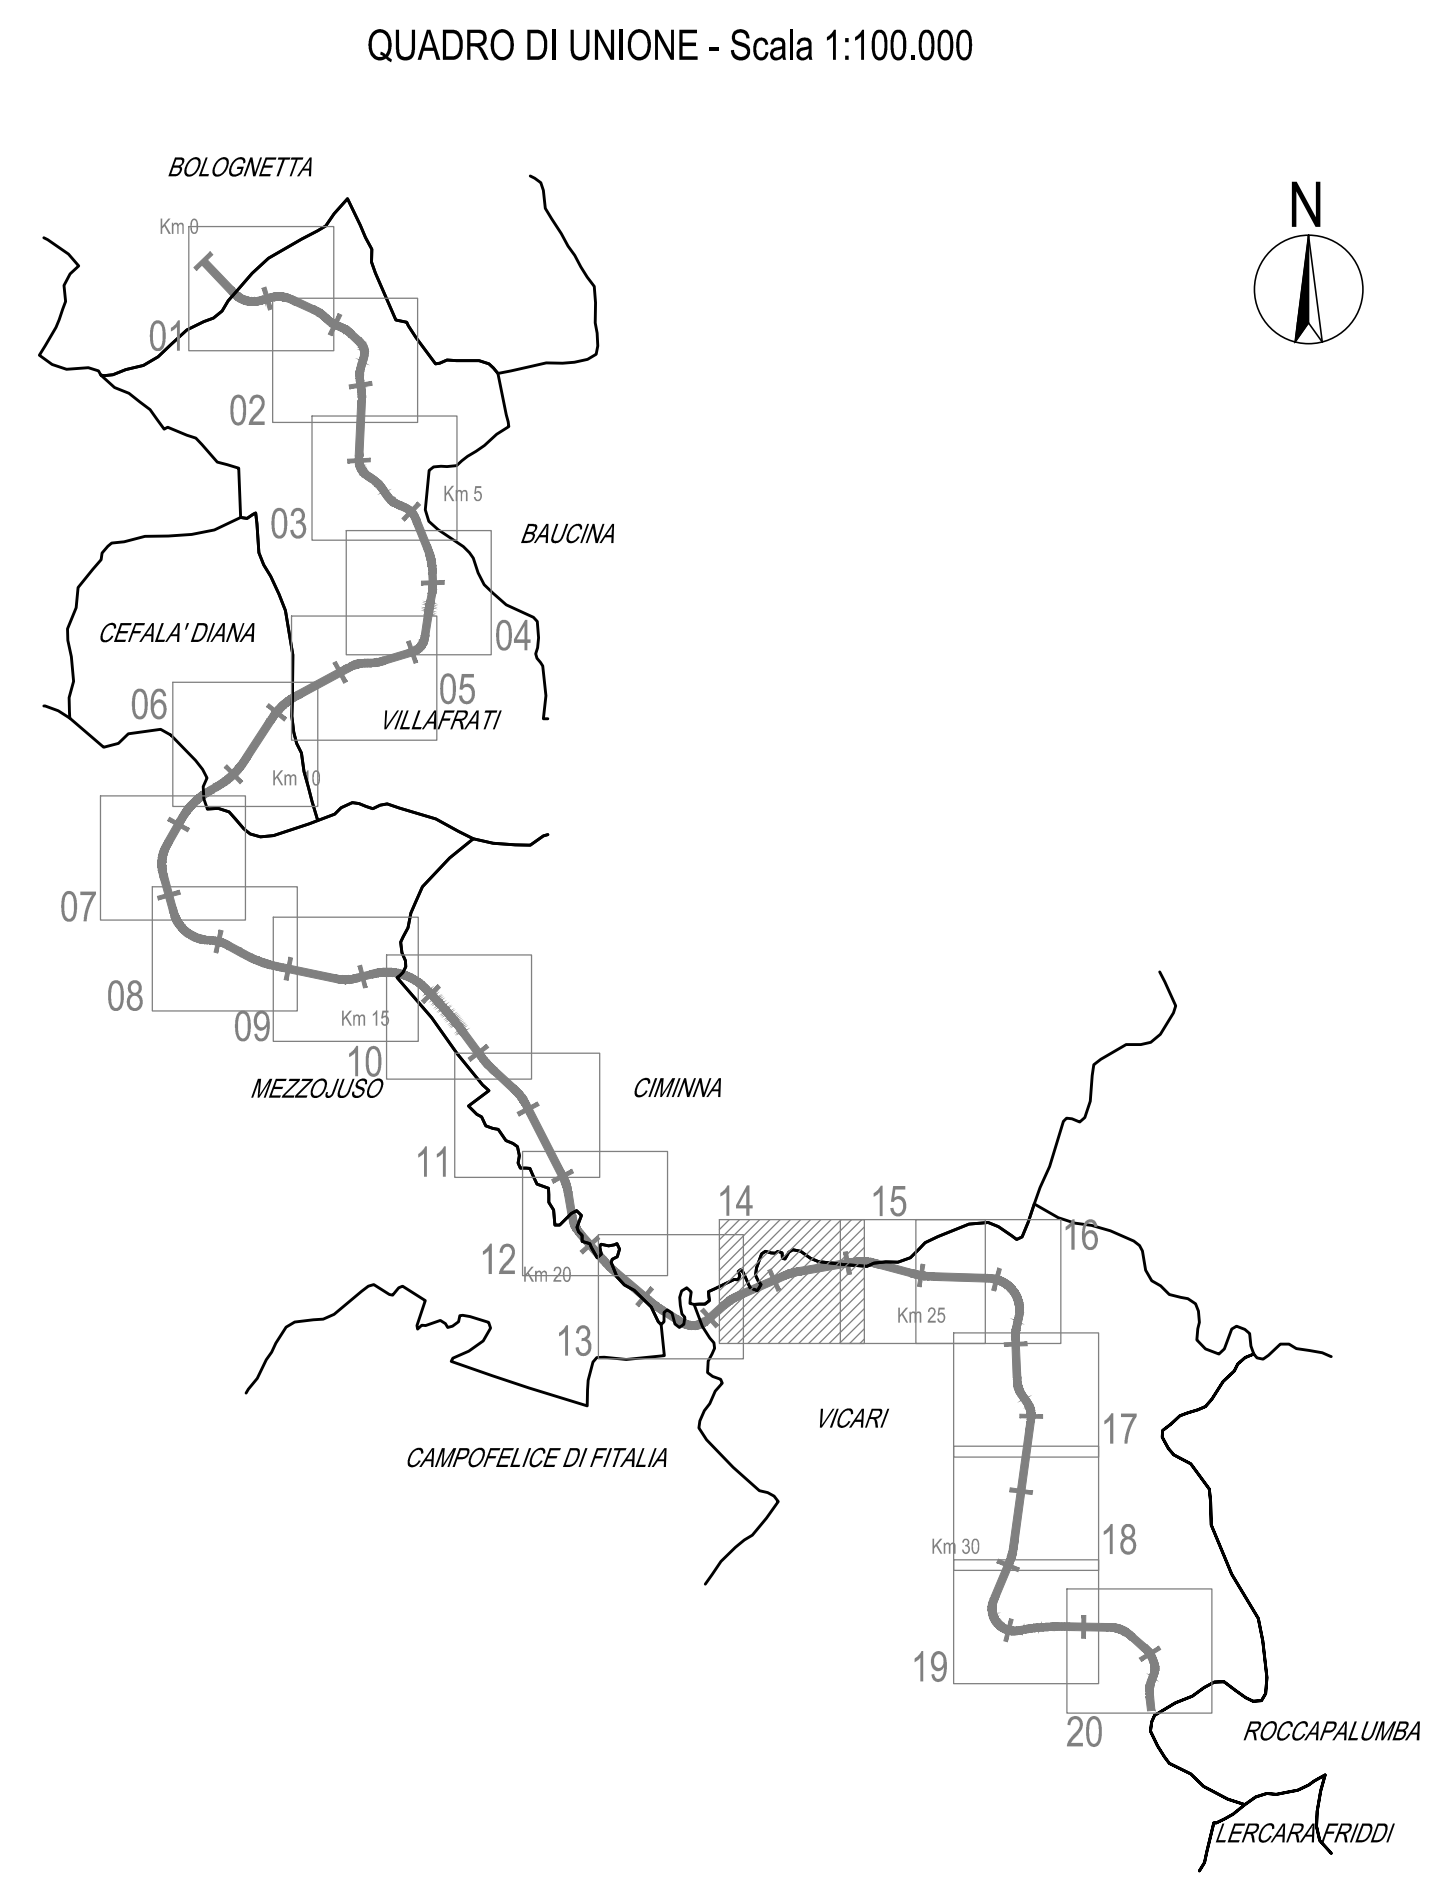 QUADRO DI UNIONE - Scala 1:100.000
BOLOGNETTA
N
Km 0
01
02
Km 5
03
BAUCINA
CEFALA' DIANA
04
05
06
VILLAFRATI
Km 10
07
08
Km 15
09
10
MEZZOJUSO
CIMINNA
11
14
15
16
12
Km 20
Km 25
13
VICARI
17
CAMPOFELICE DI FITALIA
18
Km 30
19
20
ROCCAPALUMBA
LERCARA FRIDDI